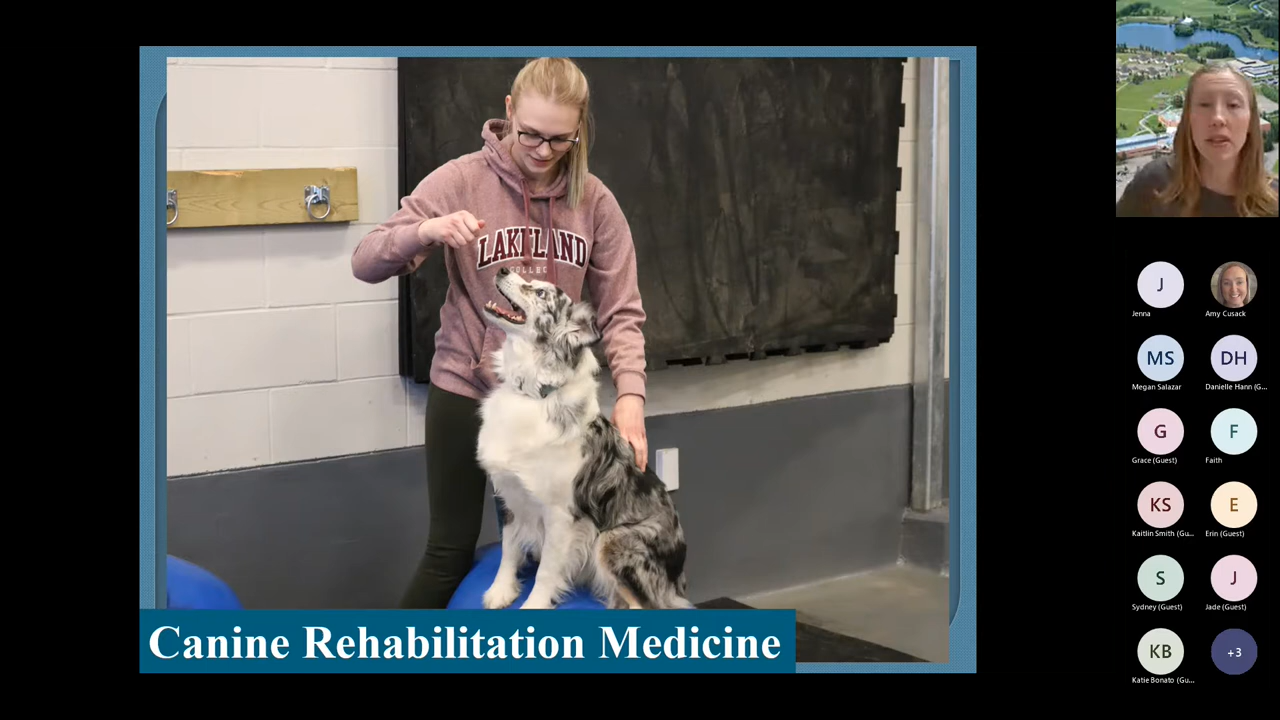 LAKELAND
COLLEGE
Canine Rehabilitation Medicine
J
Jenna
Amy Cusack
MS
Megan Salazar
DH
Danielle Hann (G...
G
Grace (Guest)
F
Faith
KS
Kaitlin Smith (Gu...
E
Erin (Guest)
S
Sydney (Guest)
J
Jade (Guest)
KB
Katie Bonato (Gu...
+3